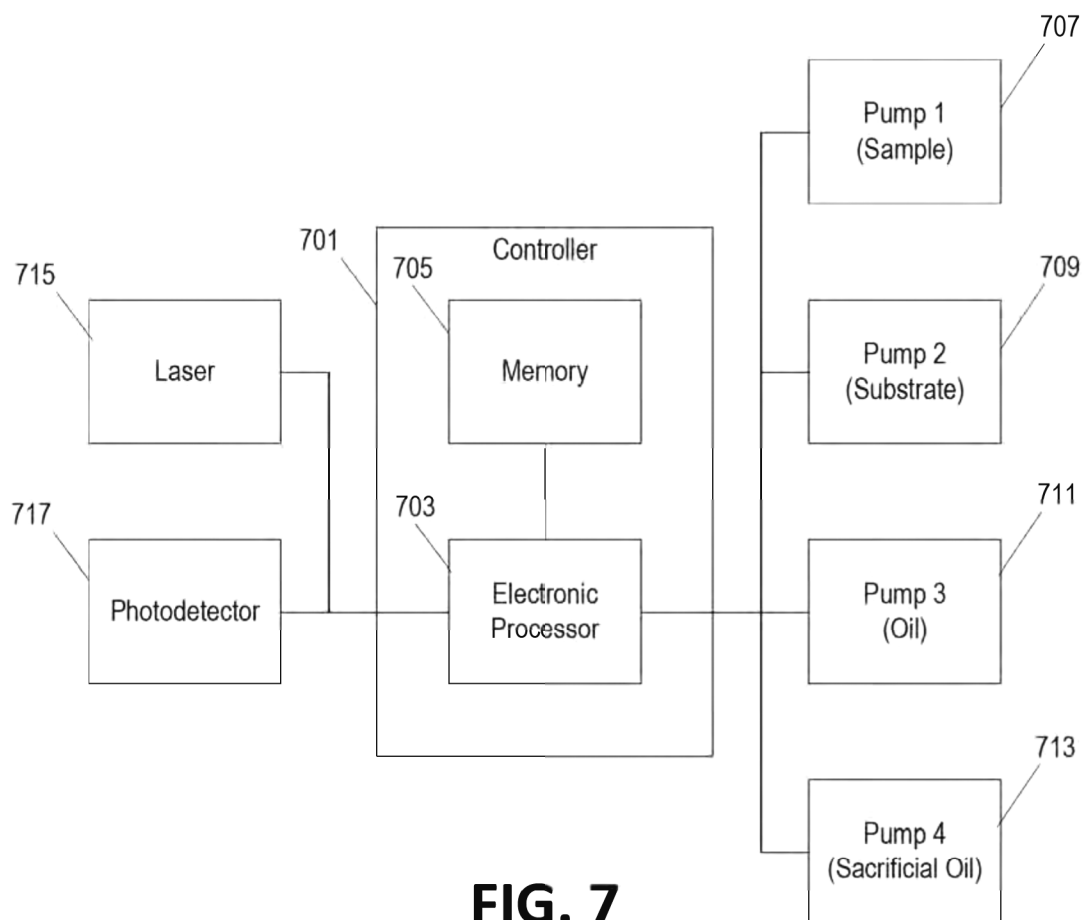 707
Pump 1
(Sample)
701
Controller
715
705
709
Laser
Memory
Pump 2
(Substrate)
717
703
711
Photodetector
Electronic
Processor
Pump 3
(Oil)
713
Pump 4
(Sacrificial Oil)
FIG. 7